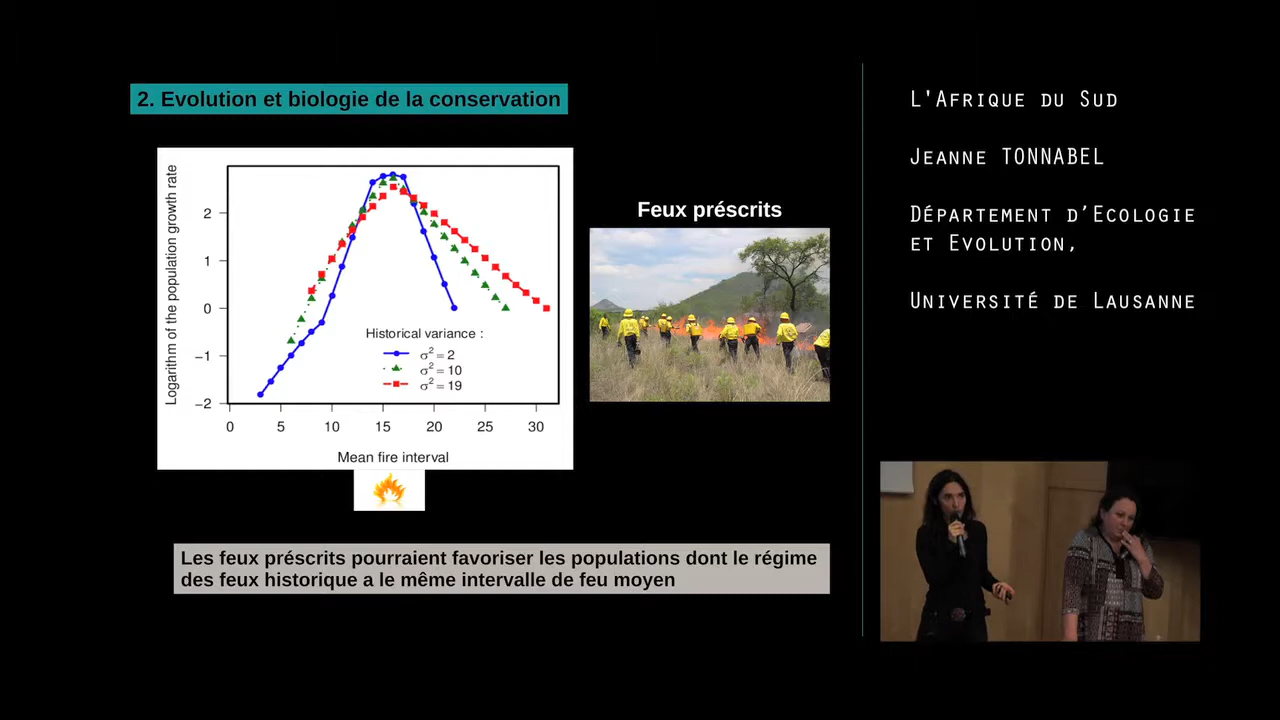 2. Evolution et biologie de la conservation
Logarithm of the population growth rate
2
1
0
−1
−2
Historical variance :
σ² = 2
σ² = 10
σ² = 19
0 5 10 15 20 25 30
Mean fire interval
Feux préscrits
Les feux préscrits pourraient favoriser les populations dont le régime
des feux historique a le même intervalle de feu moyen
L'Afrique du Sud
Jeanne TONNABEL
Département d'Ecologie
et Evolution,
Université de Lausanne